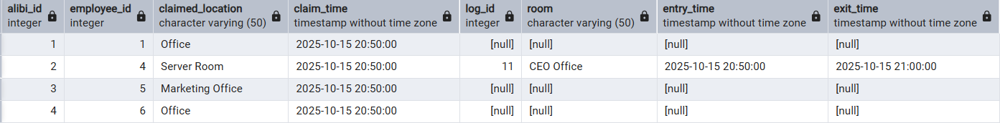 alibi_id integer employee_id integer claimed_location character varying (50) claim_time timestamp without time zone log_id integer room character varying (50) entry_time timestamp without time zone exit_time timestamp without time zone
1 1 Office 2025-10-15 20:50:00 [null] [null] [null] [null]
2 4 Server Room 2025-10-15 20:50:00 11 CEO Office 2025-10-15 20:50:00 2025-10-15 21:00:00
3 5 Marketing Office 2025-10-15 20:50:00 [null] [null] [null] [null]
4 6 Office 2025-10-15 20:50:00 [null] [null] [null] [null]